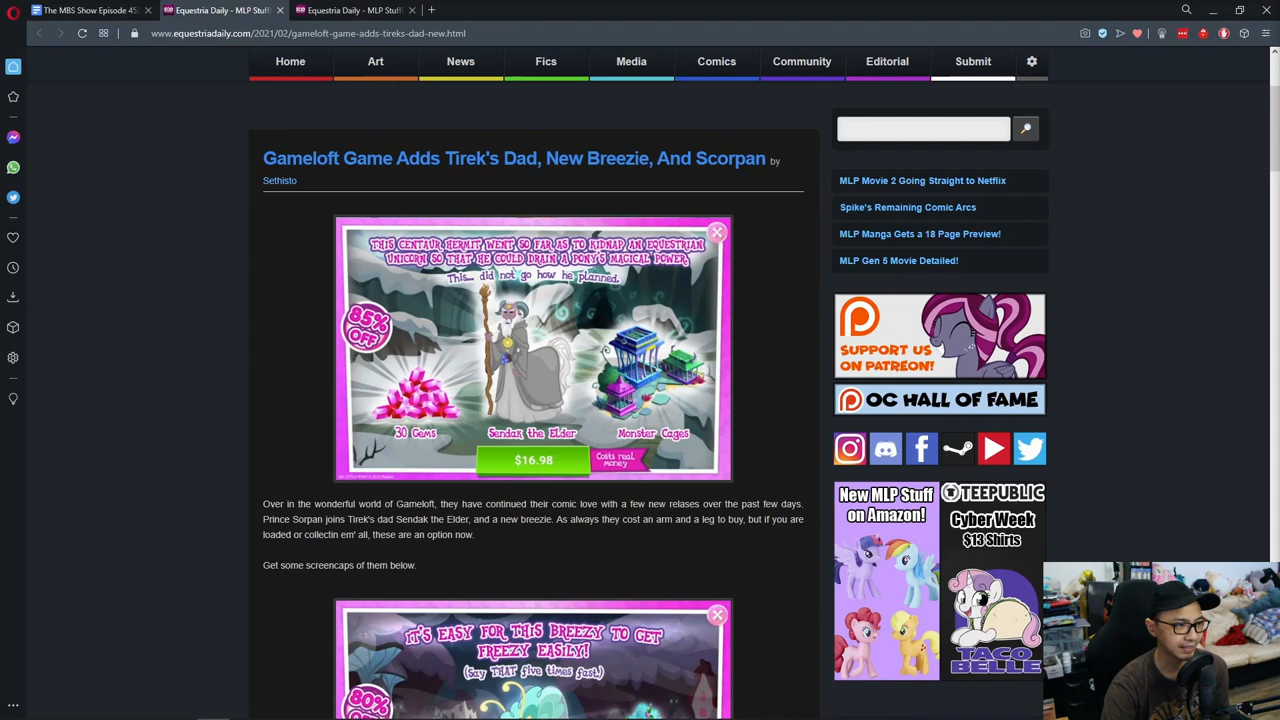 The MBS Show Episode 45
Equestria Daily - MLP Stuff
Equestria Daily - MLP Stuff
www.equestriadaily.com/2021/02/gameloft-game-adds-tireks-dad-new.html
Home
Art
News
Fics
Media
Comics
Community
Editorial
Submit
Gameloft Game Adds Tirek's Dad, New Breezie, And Scorpan by
Sethisto
THIS CENTAUR HERMIT WENT SO FAR AS TO KIDNAP AN EQUESTRIAN
UNICORN SO THAT HE COULD DRAIN A PONY'S MAGICAL POWER.
This... did not go how he planned.
85%
OFF
30 Gems
Sendak the Elder
Monster Cages
$16.98
Costs real
money
Over in the wonderful world of Gameloft, they have continued their comic love with a few new relases over the past few days.
Prince Sorpan joins Tirek's dad Sendak the Elder, and a new breezie. As always they cost an arm and a leg to buy, but if you are
loaded or collectin em' all, these are an option now.
Get some screencaps of them below.
IT'S EASY FOR THIS BREEZY TO GET
FREEZY EASILY!
(Say THAT five times fast.)
80%
MLP Movie 2 Going Straight to Netflix
Spike's Remaining Comic Arcs
MLP Manga Gets a 18 Page Preview!
MLP Gen 5 Movie Detailed!
SUPPORT US
ON PATREON!
OC HALL OF FAME
New MLP Stuff
on Amazon!
TEEPUBLIC
Cyber Week
$13 Shirts
TACO
BELLE